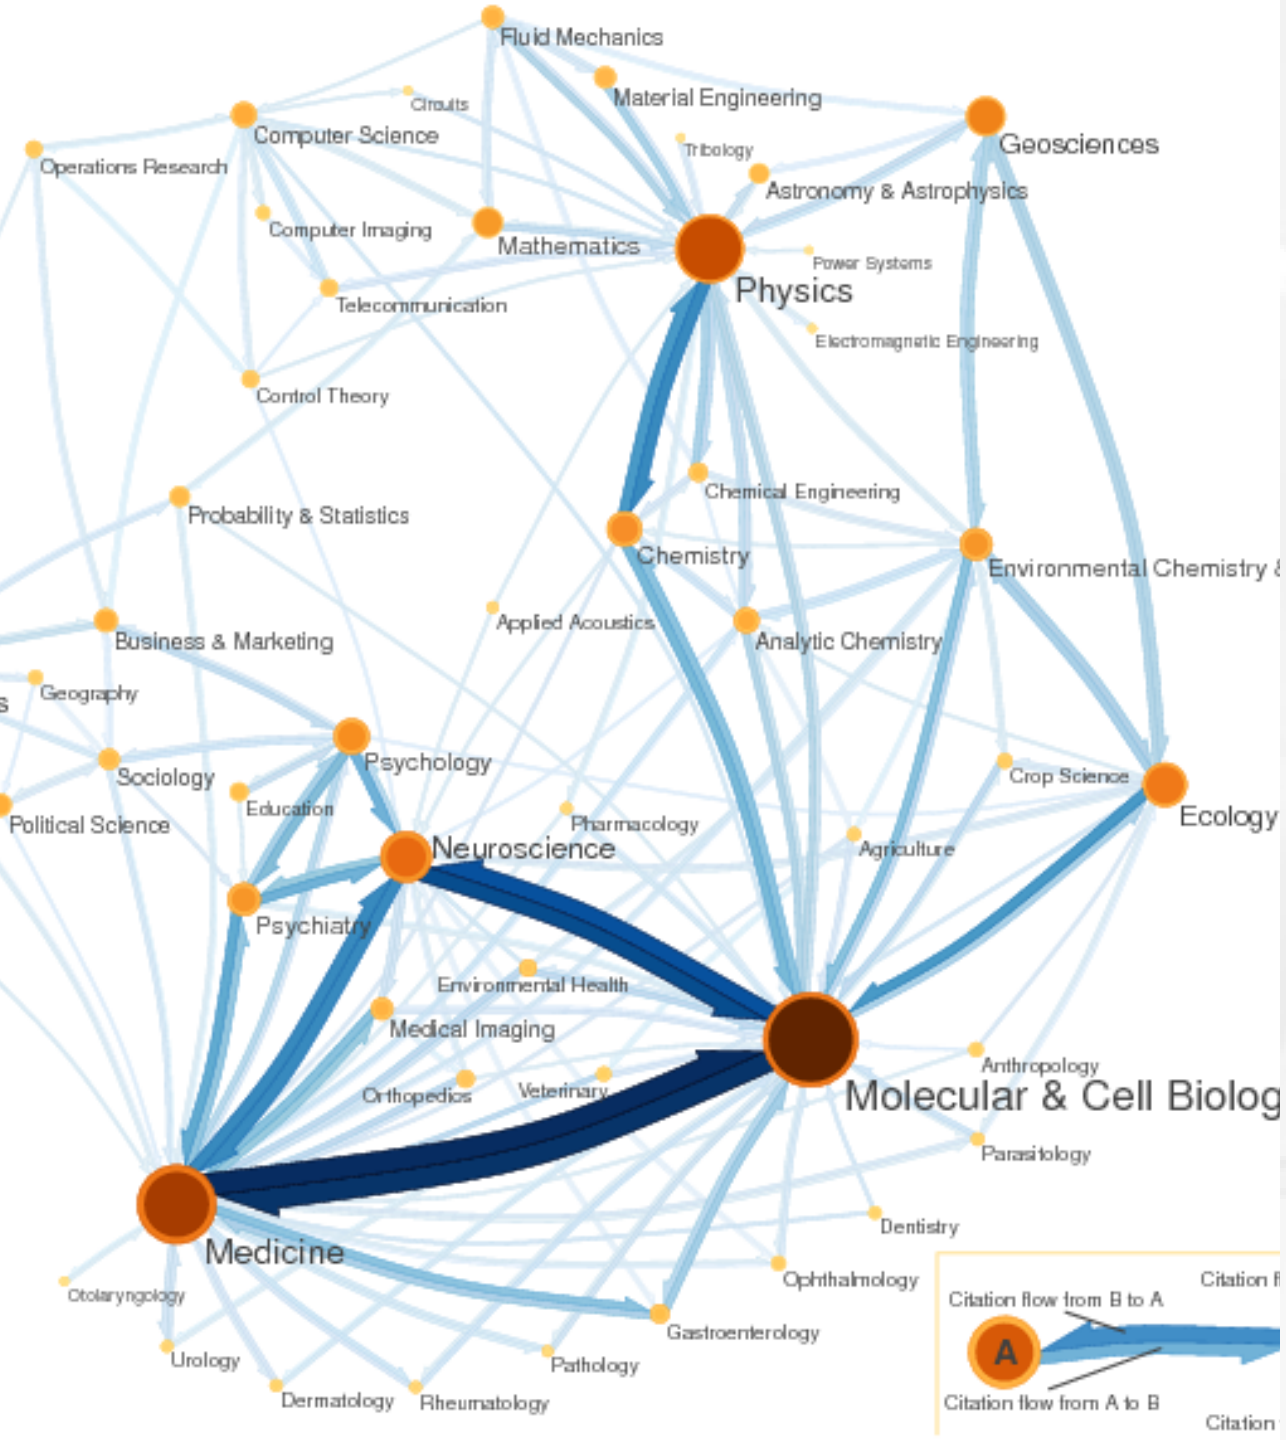 Fluid Mechanics
Material Engineering
Circuits
Computer Science
Geosciences
Tribology
Operations Research
Astronomy & Astrophysics
Computer Imaging
Mathematics
Power Systems
Physics
Telecommunication
Electromagnetic Engineering
Control Theory
Chemical Engineering
Probability & Statistics
Chemistry
Environmental Chemistry &
Applied Acoustics
Business & Marketing
Analytic Chemistry
Geography
s
Psychology
Sociology
Crop Science
Education
Ecology
Political Science
Pharmacology
Neuroscience
Agriculture
Psychiatry
Environmental Health
Medical Imaging
Anthropology
Orthopedics
Veterinary
Molecular & Cell Biolog
Parasitology
Dentistry
Medicine
Ophthalmology
Otolaryngology
Gastroenterology
Urology
Pathology
Dermatology
Rheumatology
Citation f
Citation flow from B to A
A
Citation flow from A to B
Citation